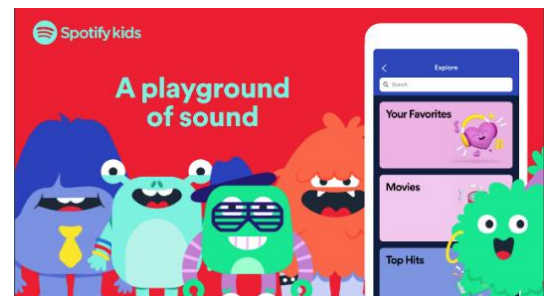 Spotify kids
A playground
of sound
Explore
Search
Your Favorites
Movies
Top Hits